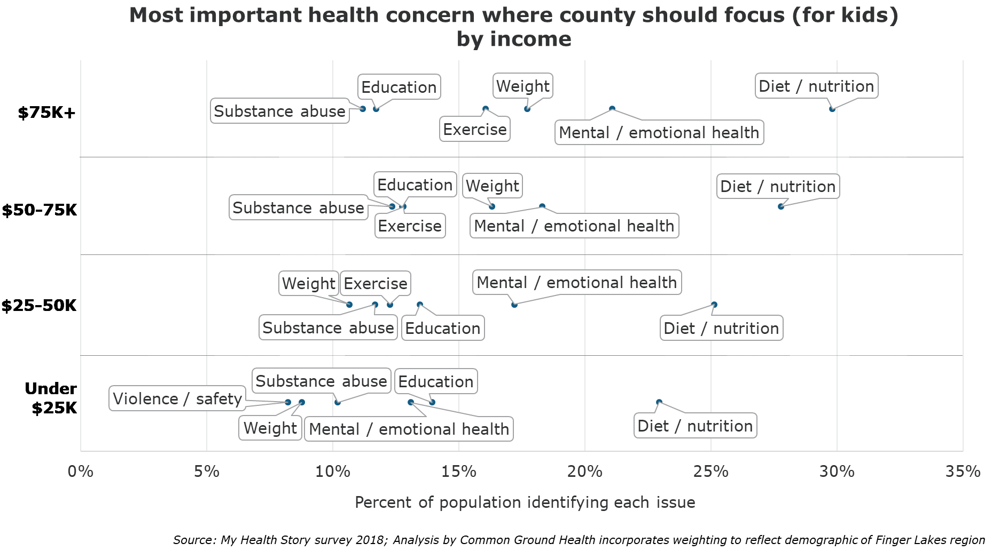 Most important health concern where county should focus (for kids)
by income
$75K+
Education
Weight
Diet / nutrition
Substance abuse
Exercise
Mental / emotional health
$50-75K
Education
Weight
Diet / nutrition
Substance abuse
Exercise
Mental / emotional health
$25-50K
Weight
Exercise
Mental / emotional health
Substance abuse
Education
Diet / nutrition
Under
$25K
Substance abuse
Education
Violence / safety
Weight
Mental / emotional health
Diet / nutrition
0% 5% 10% 15% 20% 25% 30% 35%
Percent of population identifying each issue
Source: My Health Story survey 2018; Analysis by Common Ground Health incorporates weighting to reflect demographic of Finger Lakes region